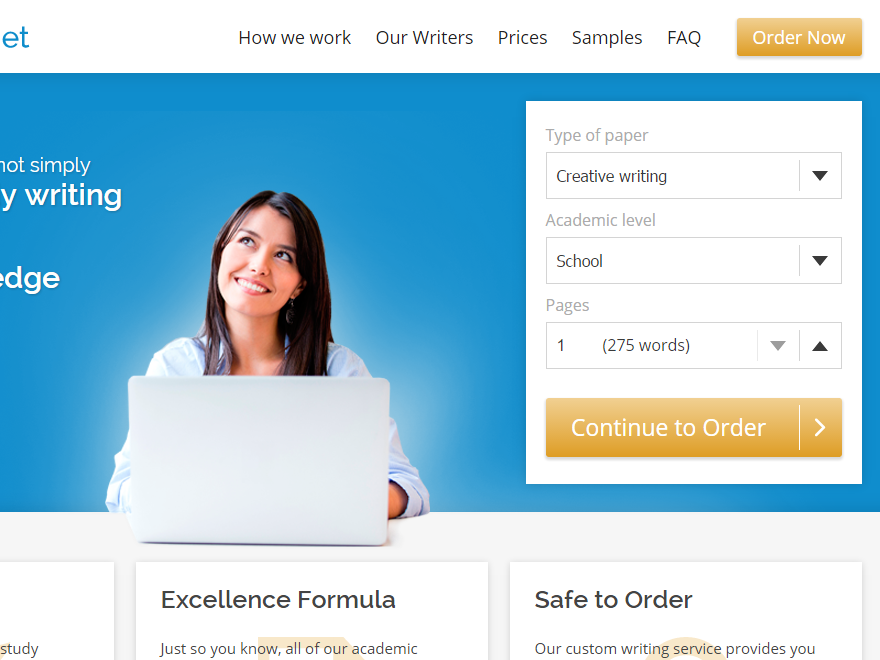 et
How we work Our Writers Prices Samples FAQ Order Now
not simply
y writing
edge
Type of paper
Creative writing
Academic level
School
Pages
1 (275 words)
Continue to Order
Excellence Formula
Safe to Order
study
Just so you know, all of our academic
Our custom writing service provides you